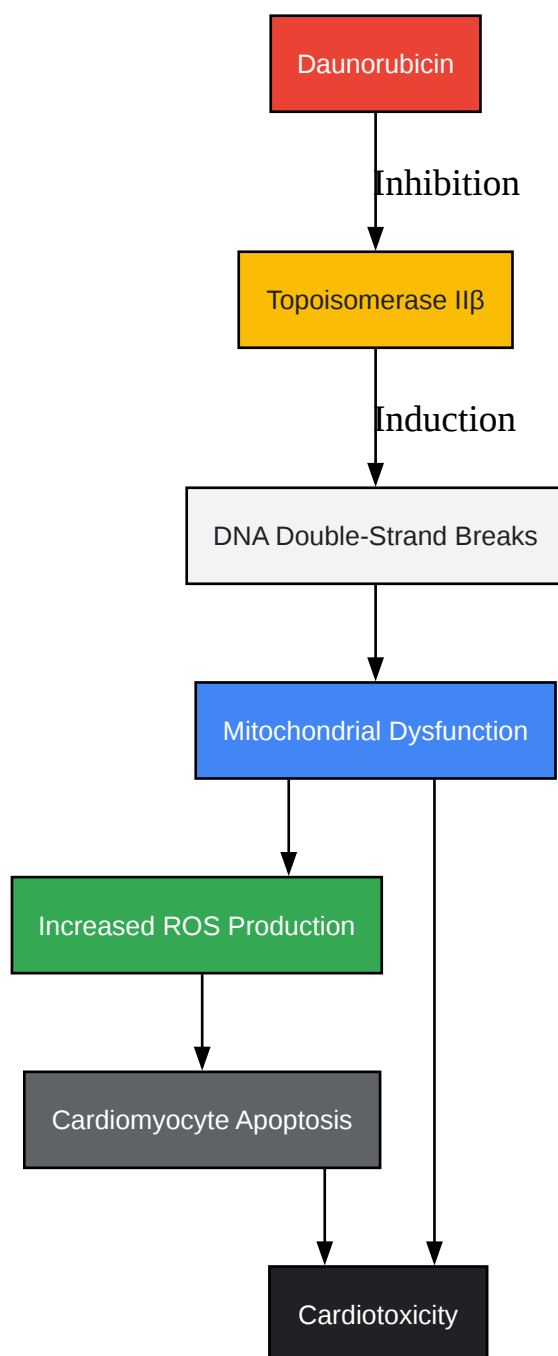 Daunorubicin
Inhibition
Topoisomerase IIβ
Induction
DNA Double-Strand Breaks
Mitochondrial Dysfunction
Increased ROS Production
Cardiomyocyte Apoptosis
Cardiotoxicity